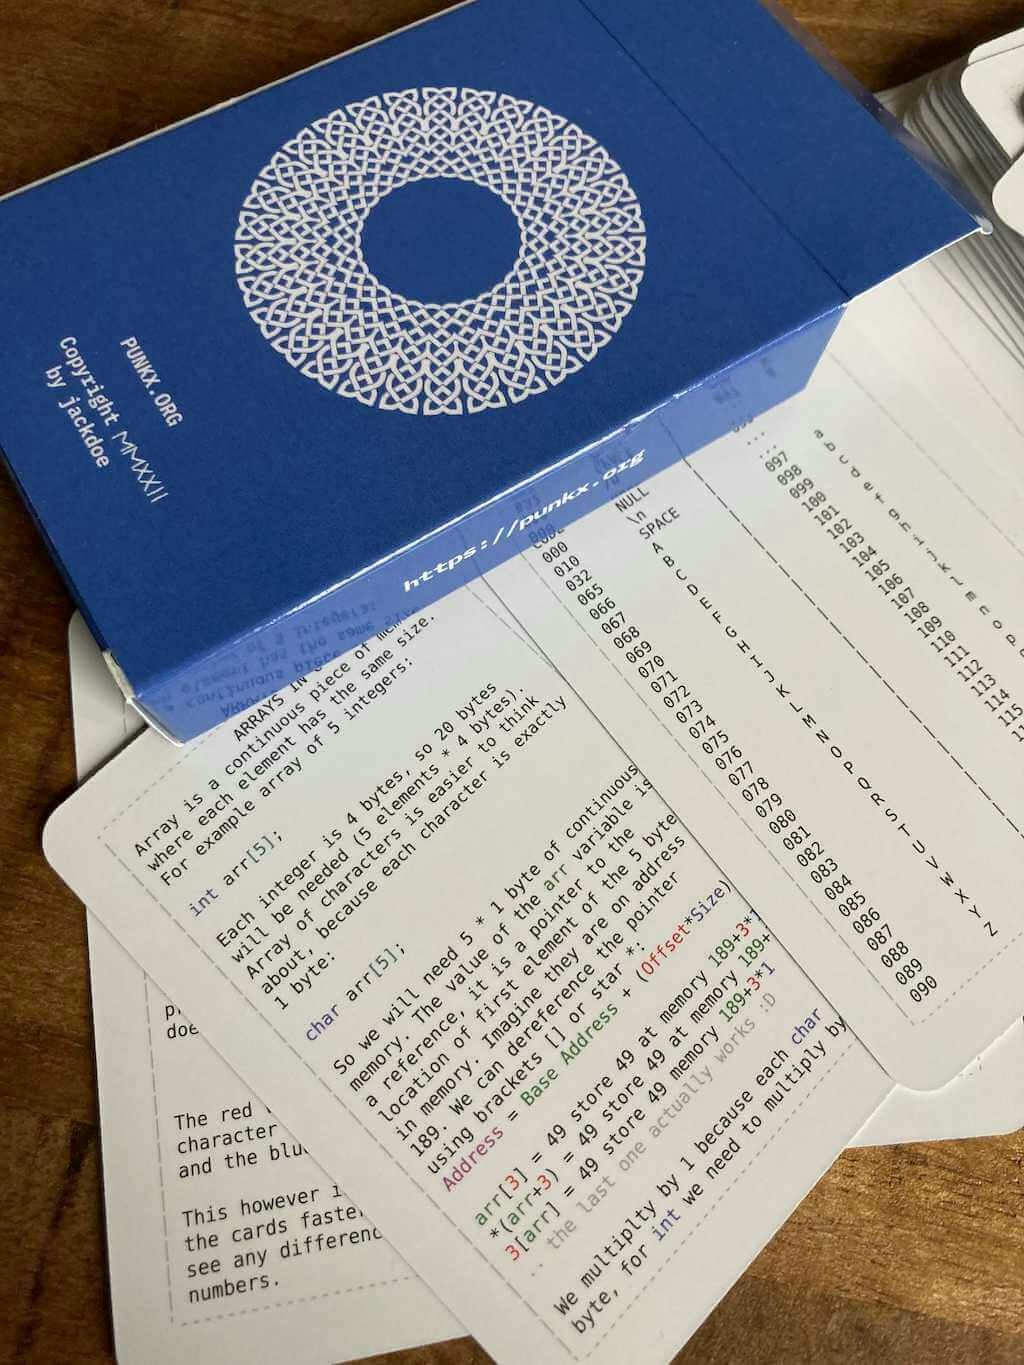 PUNKX.ORG
Copyright MMXXII
by jackdoe
https://punkx.org
ARRAYS IN
Array is a continuous piece of
where each element has the same size.
For example array of 5 integers:
int arr[5];
Each integer is 4 bytes, so 20 bytes
will be needed (5 elements * 4 bytes).
Array of characters is easier to think
about, because each character is exactly
1 byte:
char arr[5];
So we will need 5 * 1 byte of continuous
memory. The value of the arr variable is
a reference, it is a pointer to the
location of first element of the 5 byte
in memory. Imagine they are on address
189. We can dereference the pointer
using brackets [] or star *:
Address = Base Address + (Offset*Size)
arr[3] = 49 store 49 at memory 189+3*1
*(arr+3) = 49 store 49 at memory 189+
3[arr] = 49 store 49 memory 189+3*1
.. the last one actually works :D
We multiplty by 1 because each char
byte, for int we need to multiply by
000 NULL
010 \n
032 SPACE
065 A
066 B
067 C
068 D
069 E
070 F
071 G
072 H
073 I
074 J
075 K
076 L
077 M
078 N
079 O
080 P
081 Q
082 R
083 S
084 T
085 U
086 V
087 W
088 X
089 Y
090 Z
...
097 a
098 b
099 c
100 d
101 e
102 f
103 g
104 h
105 i
106 j
107 k
108 l
109 m
110 n
111 o
112 p
113
114
115
The red
character
and the blu
This however i
the cards faste
see any differenc
numbers.